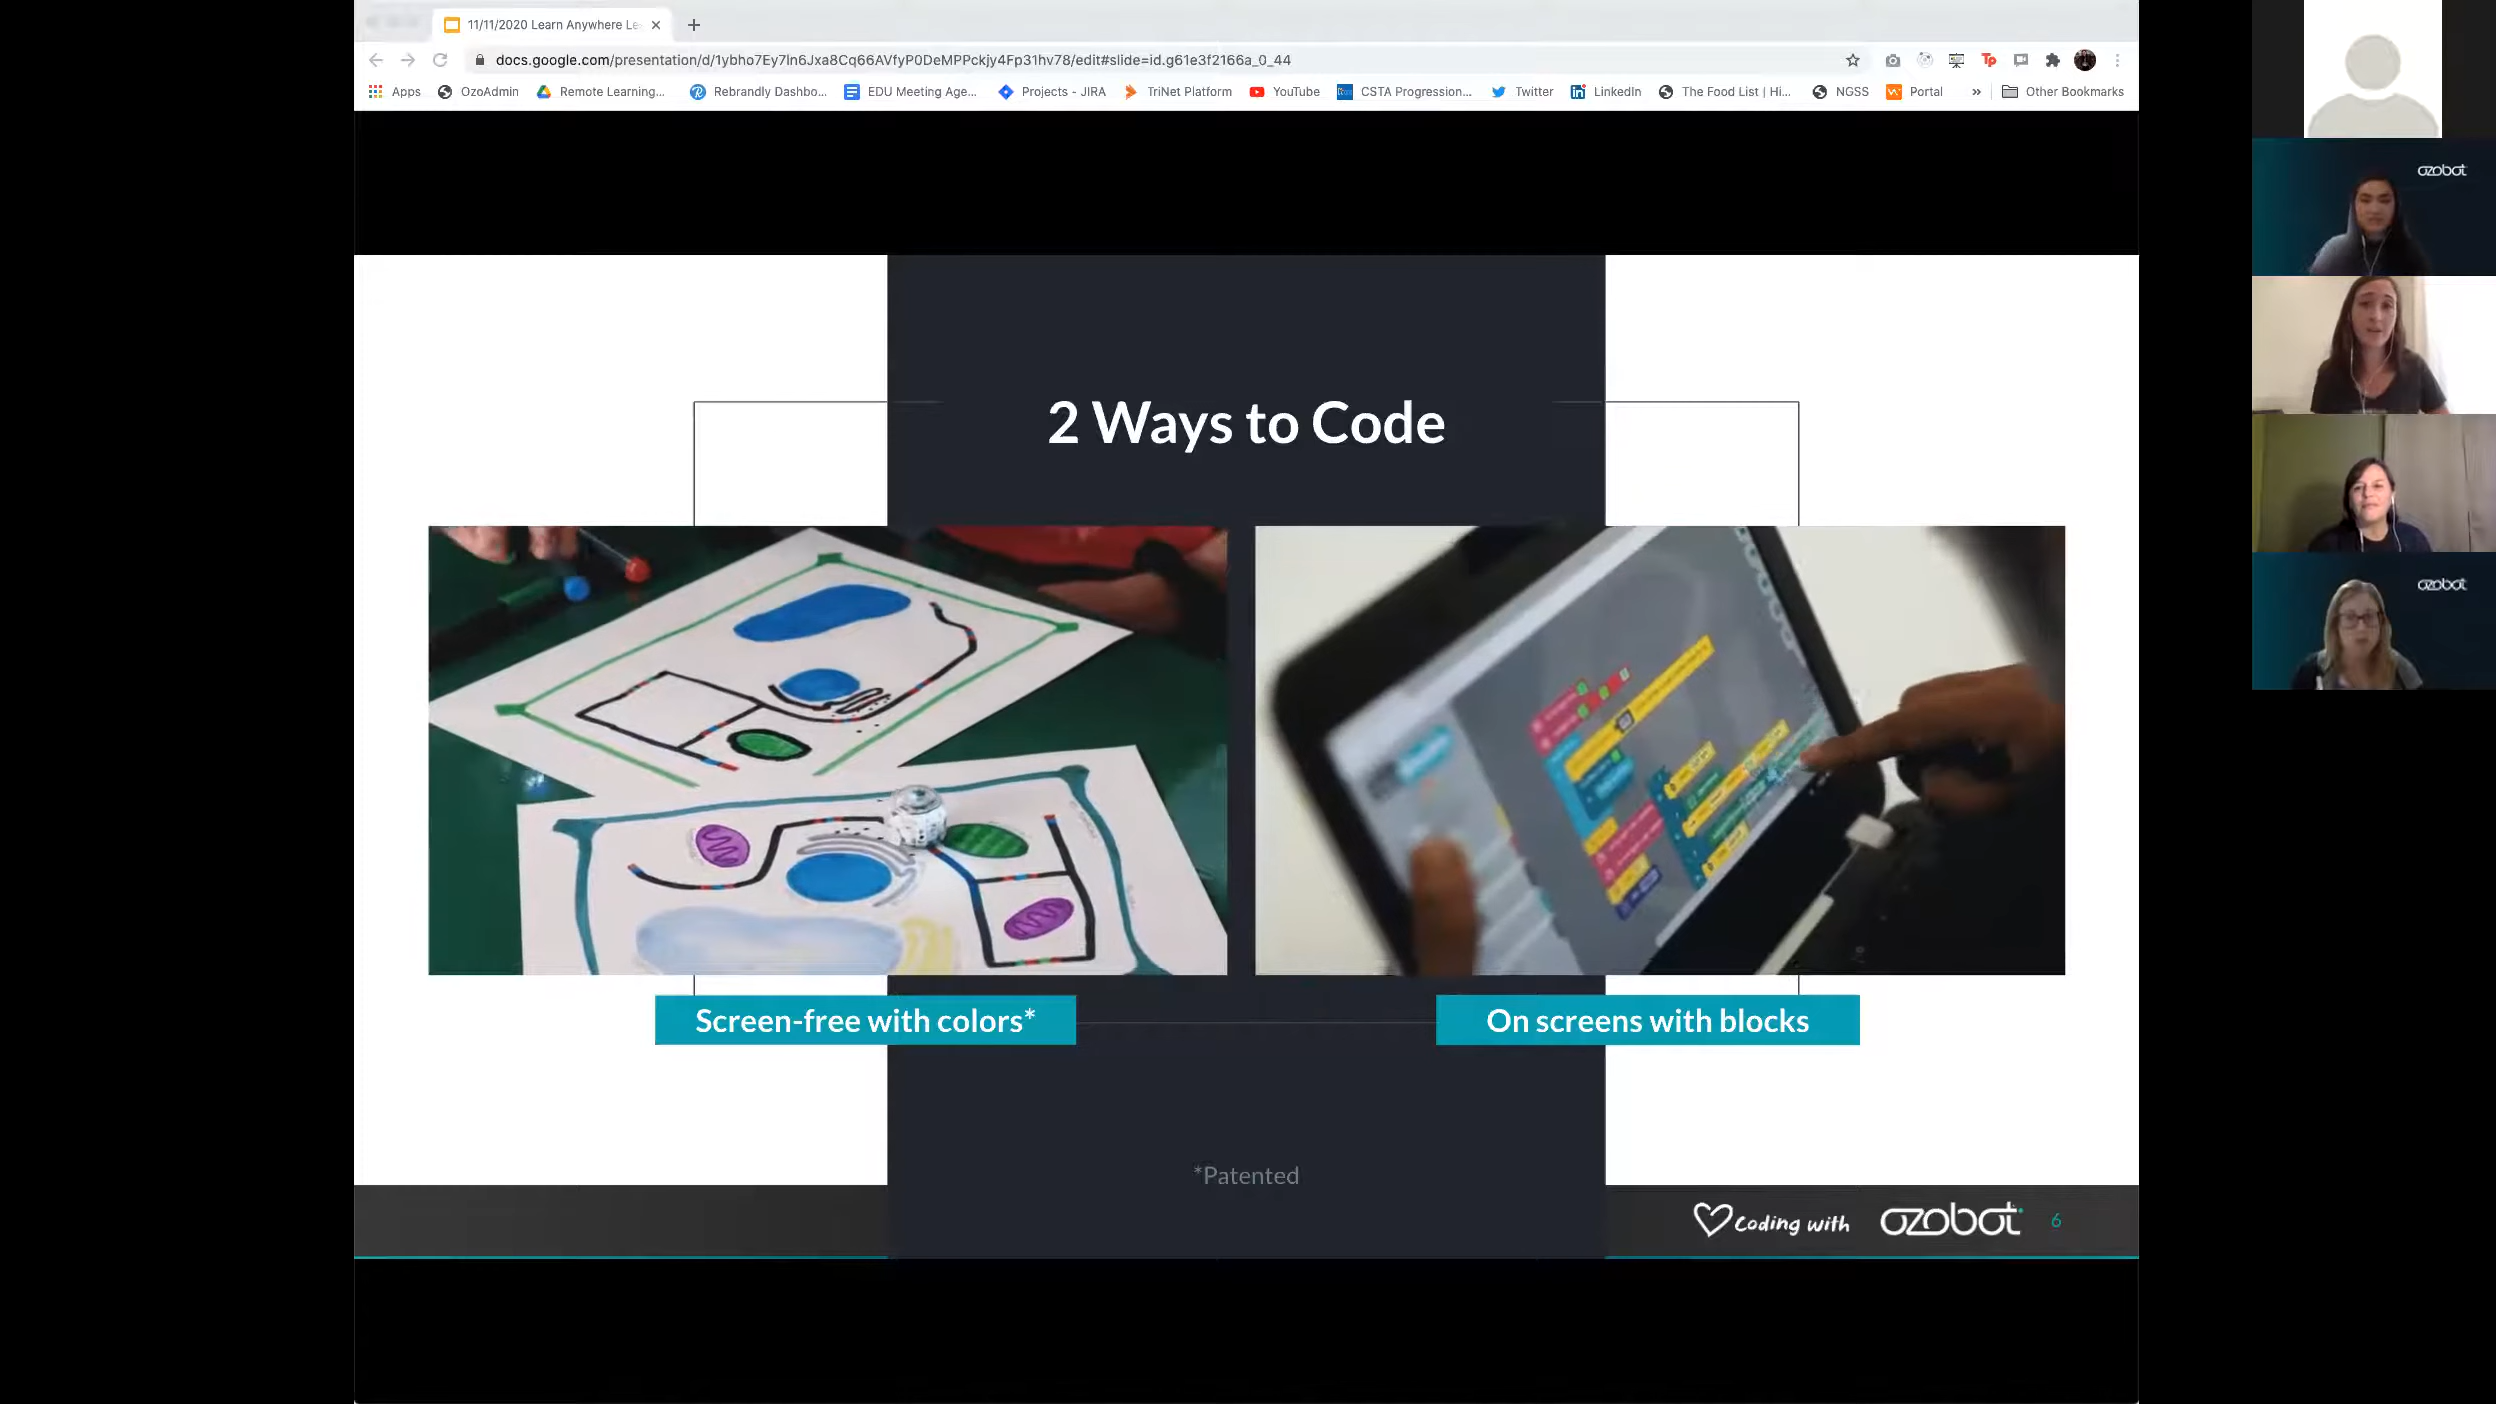 11/11/2020 Learn Anywhere Le
docs.google.com/presentation/d/1ybho7Ey7ln6Jxa8Cq66AVfyP0DeMPPckjy4Fp31hv78/edit#slide=id.g61e3f2166a_0_44
Apps OzoAdmin Remote Learning... Rebrandly Dashbo... EDU Meeting Age... Projects - JIRA TriNet Platform YouTube CSTA Progression... Twitter LinkedIn The Food List | Hi... NGSS Portal » Other Bookmarks
ozobot
2 Ways to Code
ozobot
Screen-free with colors*
On screens with blocks
*Patented
Coding with ozobot 6